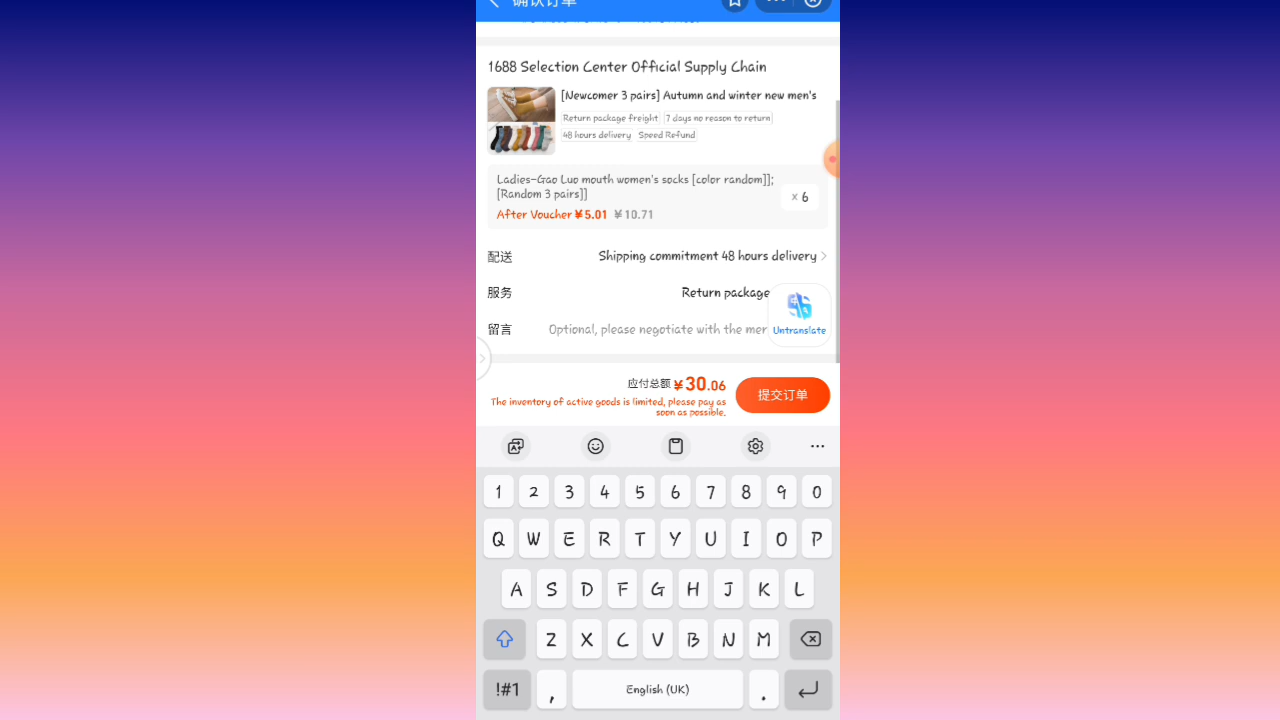 确认订单
1688 Selection Center Official Supply Chain
[Newcomer 3 pairs] Autumn and winter new men's
Return package freight 7 days no reason to return
48 hours delivery Speed Refund
Ladies-Gao Luo mouth women's socks [color random]];
[Random 3 pairs]]
× 6
After Voucher ¥5.01 ¥10.71
配送 Shipping commitment 48 hours delivery >
服务 Return package
Untranslate
留言 Optional, please negotiate with the mer
应付总额 ¥30.06
提交订单
The inventory of active goods is limited, please pay as
soon as possible.
1 2 3 4 5 6 7 8 9 0
Q W E R T Y U I O P
A S D F G H J K L
Z X C V B N M
!#1 , English (UK) .